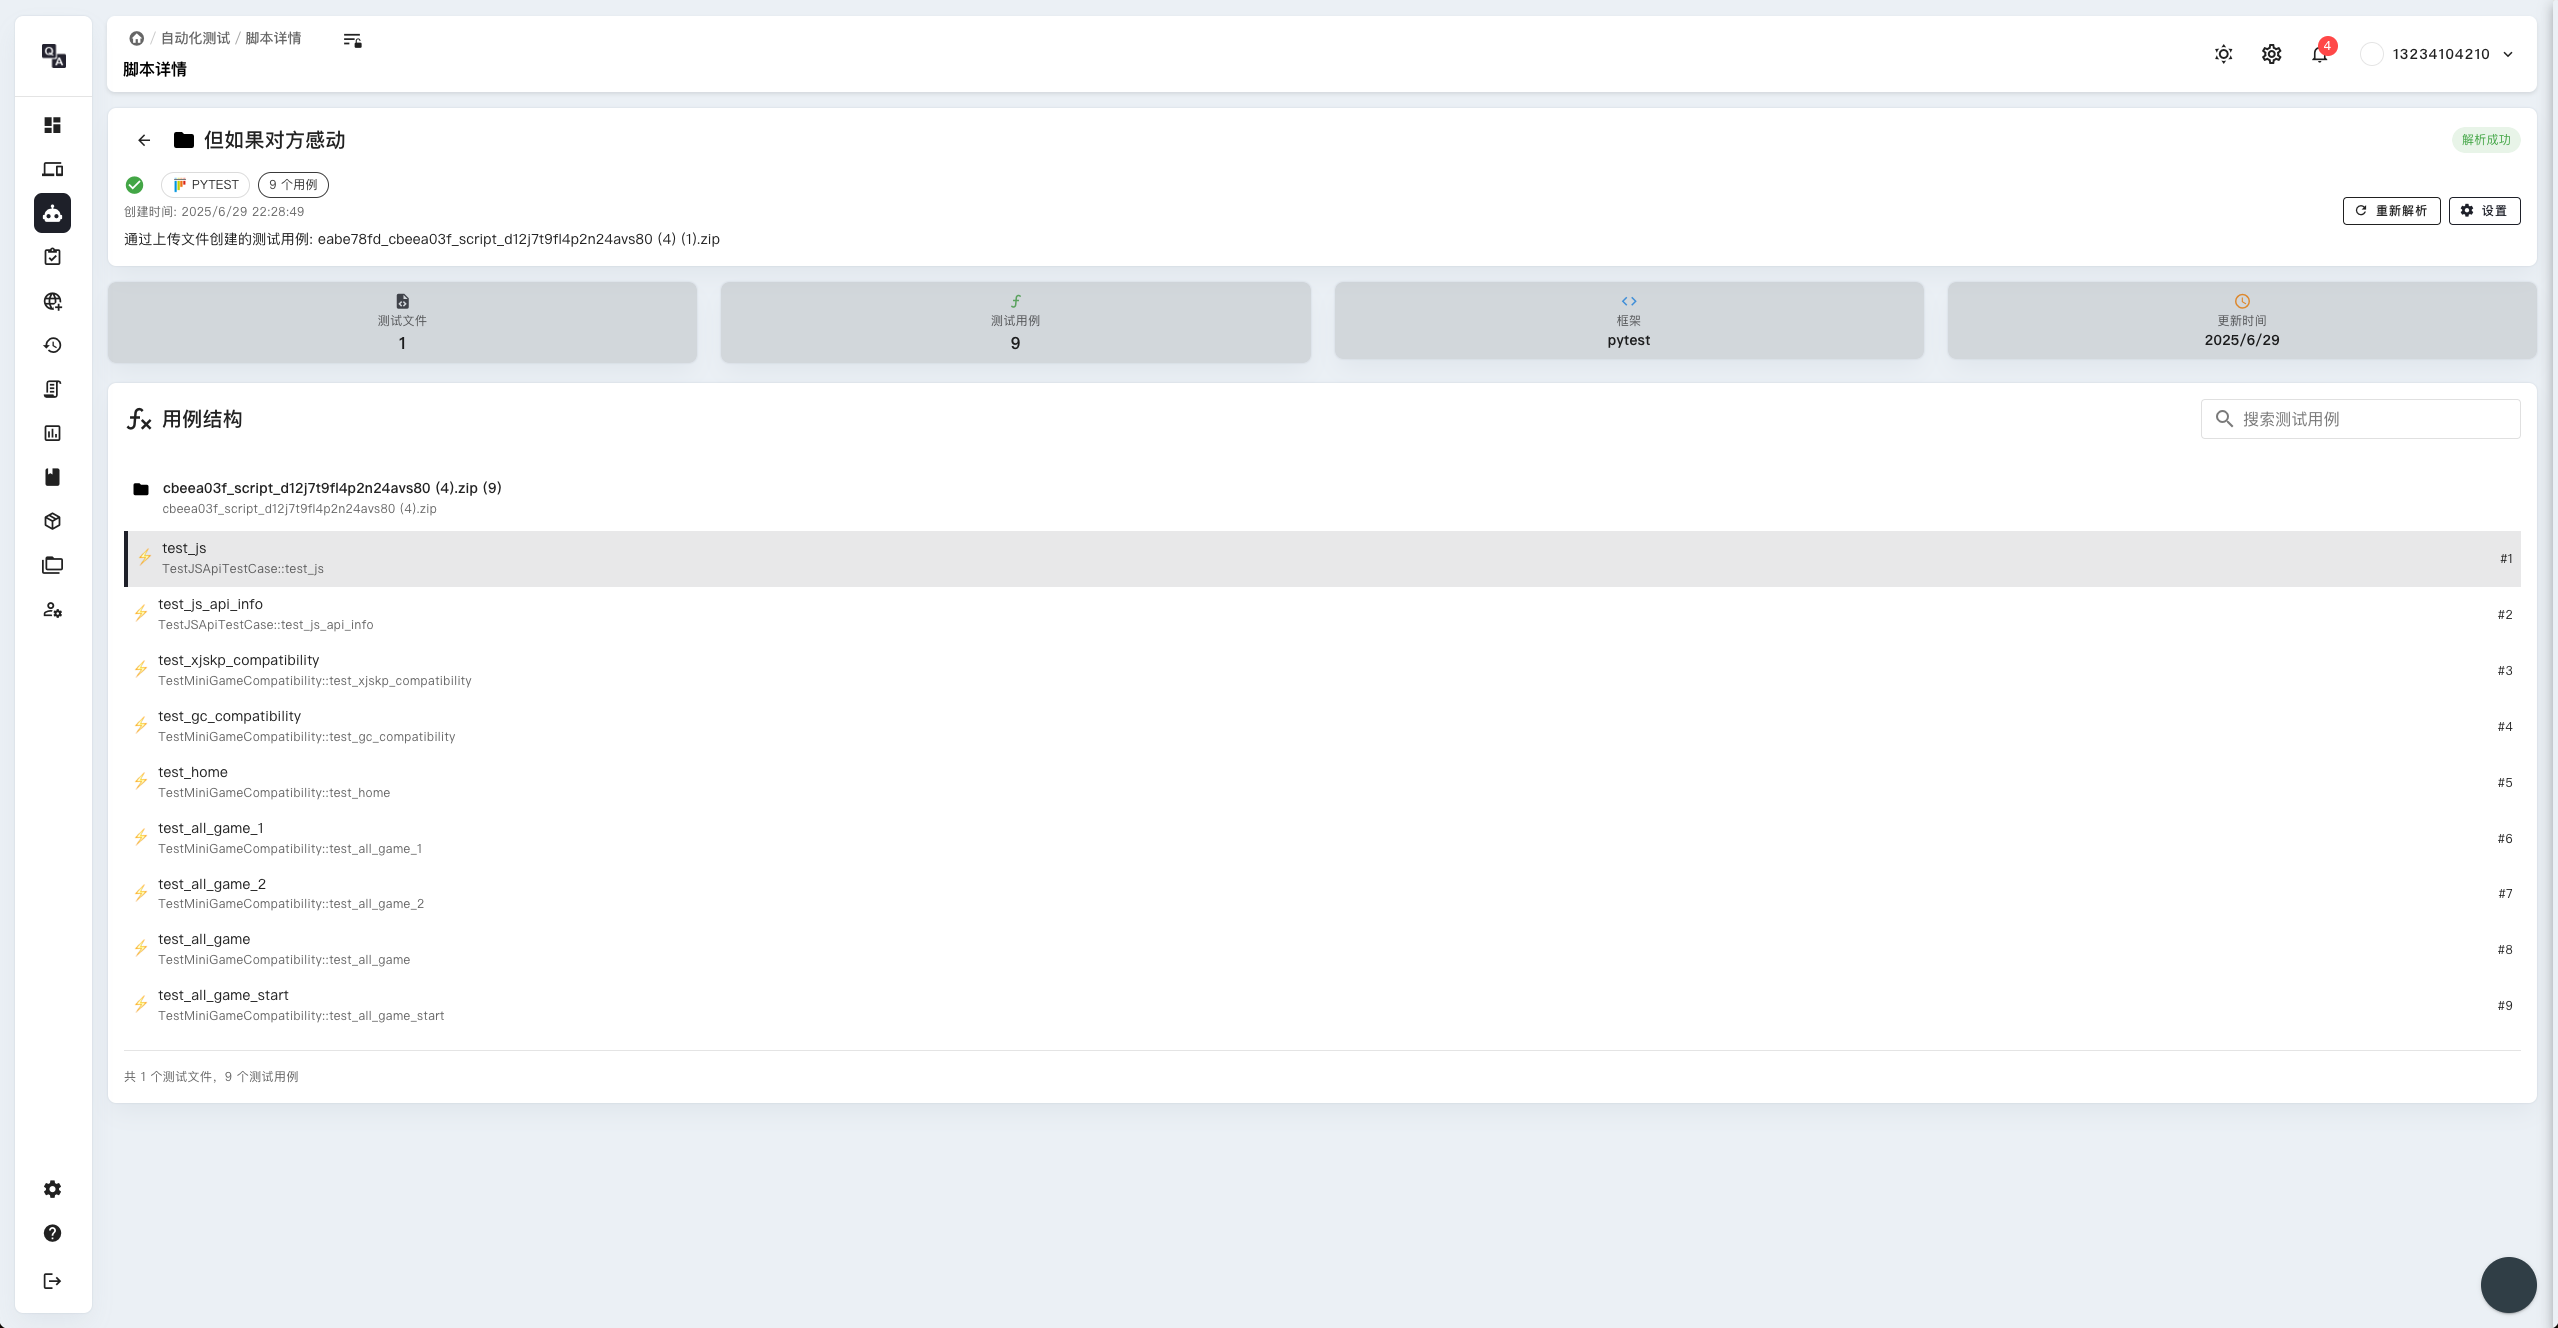 QA
/ 自动化测试 / 脚本详情
脚本详情
4
13234104210
但如果对方感动
解析成功
PYTEST
9 个用例
创建时间: 2025/6/29 22:28:49
重新解析
设置
通过上传文件创建的测试用例: eabe78fd_cbeea03f_script_d12j7t9fl4p2n24avs80 (4) (1).zip
测试文件
1
测试用例
9
框架
pytest
更新时间
2025/6/29
用例结构
搜索测试用例
cbeea03f_script_d12j7t9fl4p2n24avs80 (4).zip (9)
cbeea03f_script_d12j7t9fl4p2n24avs80 (4).zip
test_js
TestJSApiTestCase::test_js
#1
test_js_api_info
TestJSApiTestCase::test_js_api_info
#2
test_xjskp_compatibility
TestMiniGameCompatibility::test_xjskp_compatibility
#3
test_gc_compatibility
TestMiniGameCompatibility::test_gc_compatibility
#4
test_home
TestMiniGameCompatibility::test_home
#5
test_all_game_1
TestMiniGameCompatibility::test_all_game_1
#6
test_all_game_2
TestMiniGameCompatibility::test_all_game_2
#7
test_all_game
TestMiniGameCompatibility::test_all_game
#8
test_all_game_start
TestMiniGameCompatibility::test_all_game_start
#9
共 1 个测试文件，9 个测试用例